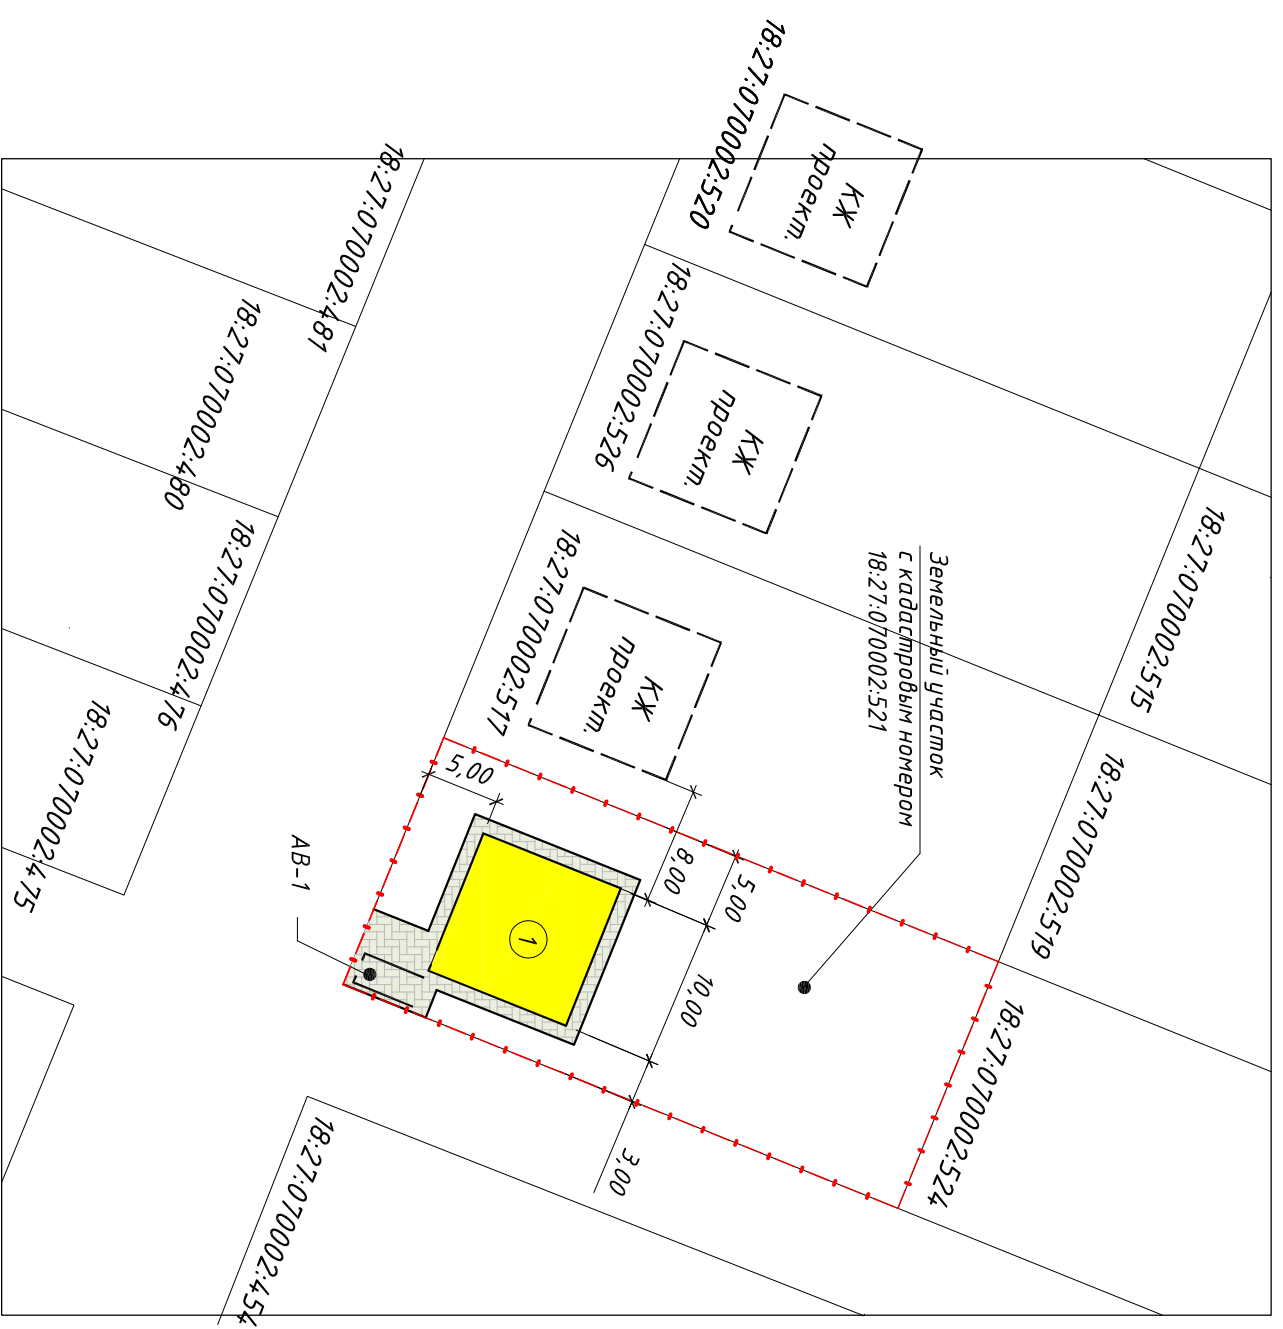 18:27:070002:520
КЖ
проект.
18:27:070002:481
18:27:070002:526
КЖ
проект.
18:27:070002:480
18:27:070002:515
18:27:070002:476
18:27:070002:517
КЖ
проект.
Земельный участок
с кадастровым номером
18:27:070002:521
18:27:070002:475
18:27:070002:519
5,00
8,00
5,00
10,00
3,00
1
АВ-1
18:27:070002:524
18:27:070002:454